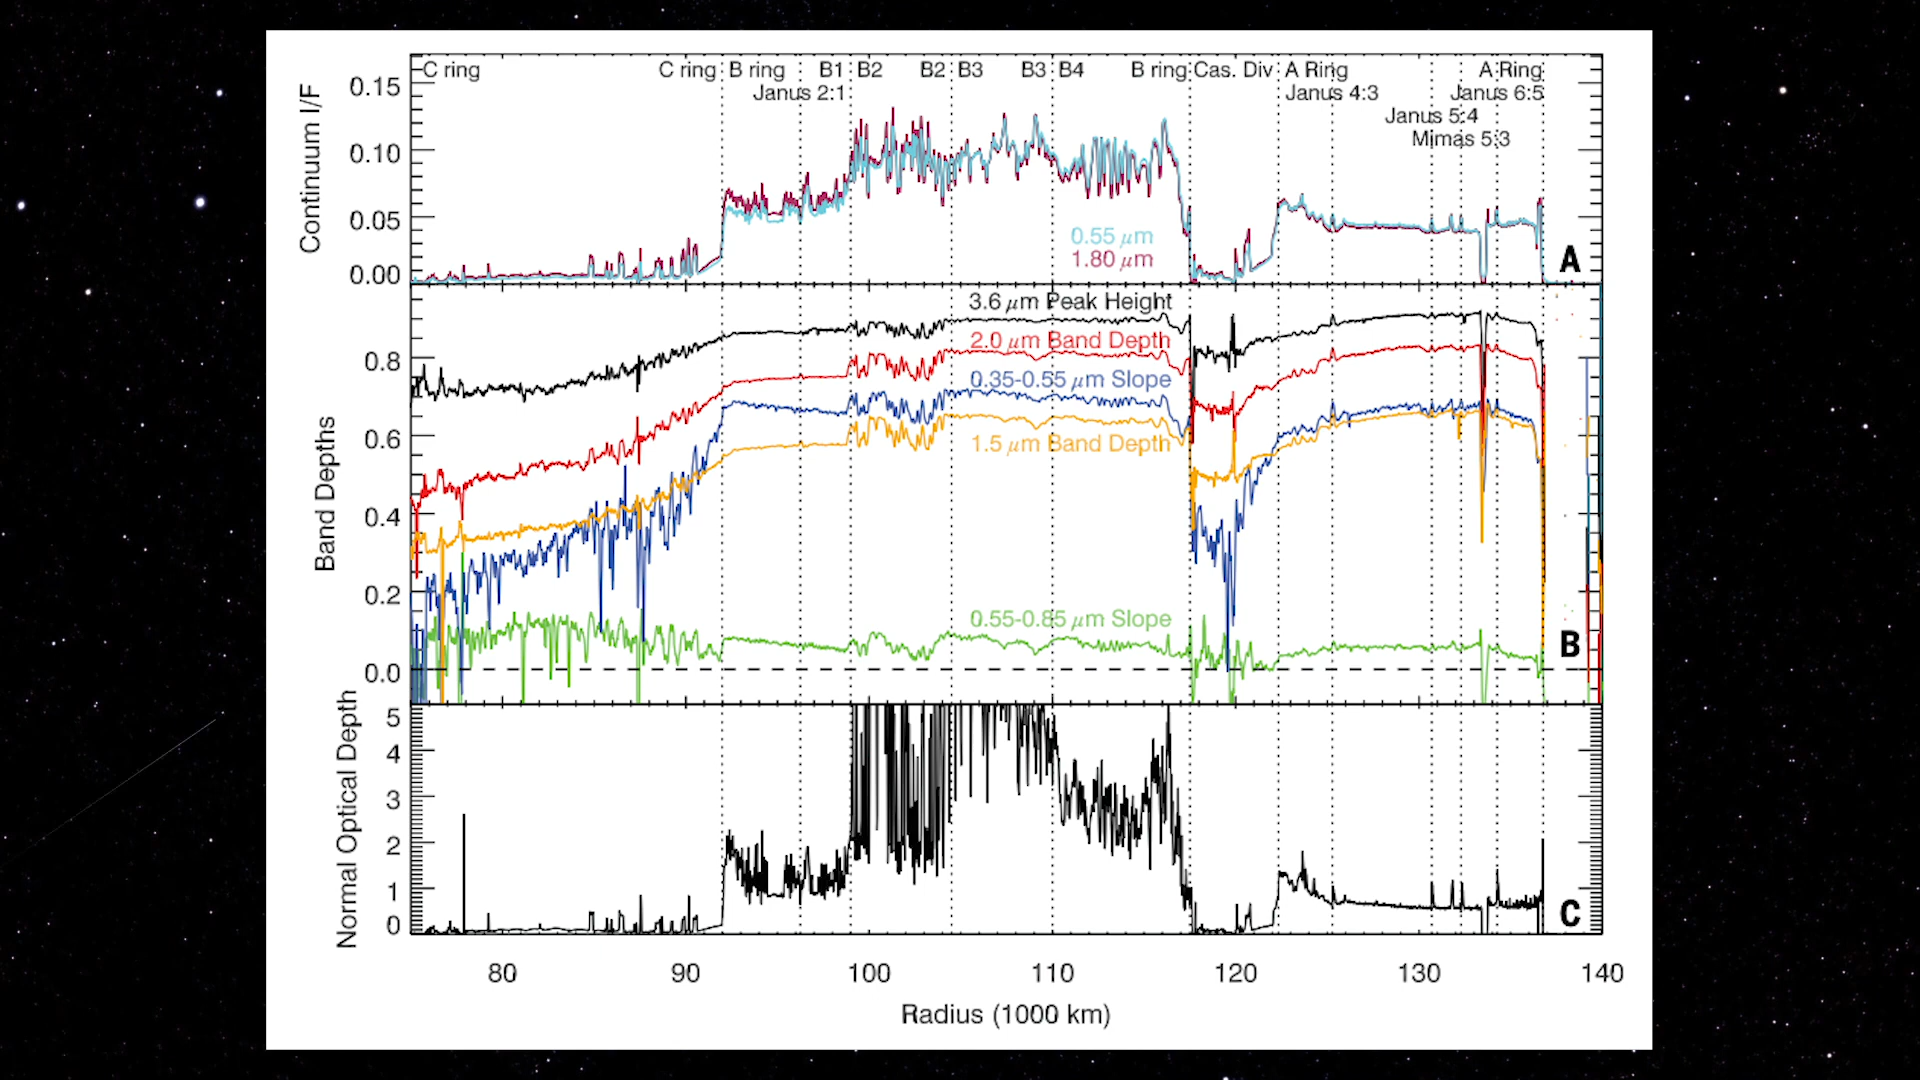 C ring C ring B ring B1 B2 B2 B3 B3 B4 B ring Cas. Div A Ring A Ring
Janus 2:1 Janus 4:3 Janus 6:5
Janus 5:4
Mimas 5:3
Continuum I/F
0.15
0.10
0.05
0.00
0.55 μm
1.80 μm
A
3.6 μm Peak Height
2.0 μm Band Depth
0.35-0.55 μm Slope
1.5 μm Band Depth
0.55-0.85 μm Slope
Band Depths
0.8
0.6
0.4
0.2
0.0
B
Normal Optical Depth
5
4
3
2
1
0
C
80 90 100 110 120 130 140
Radius (1000 km)